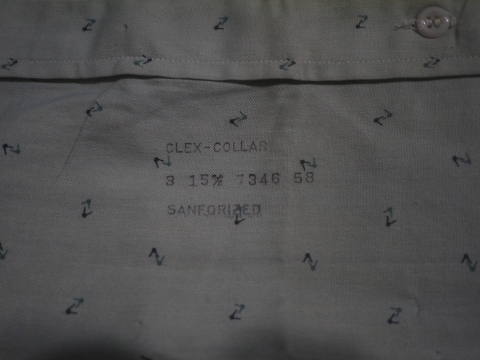 CLEX-COLLAR
3 15½ 7346 58
SANFORIZED